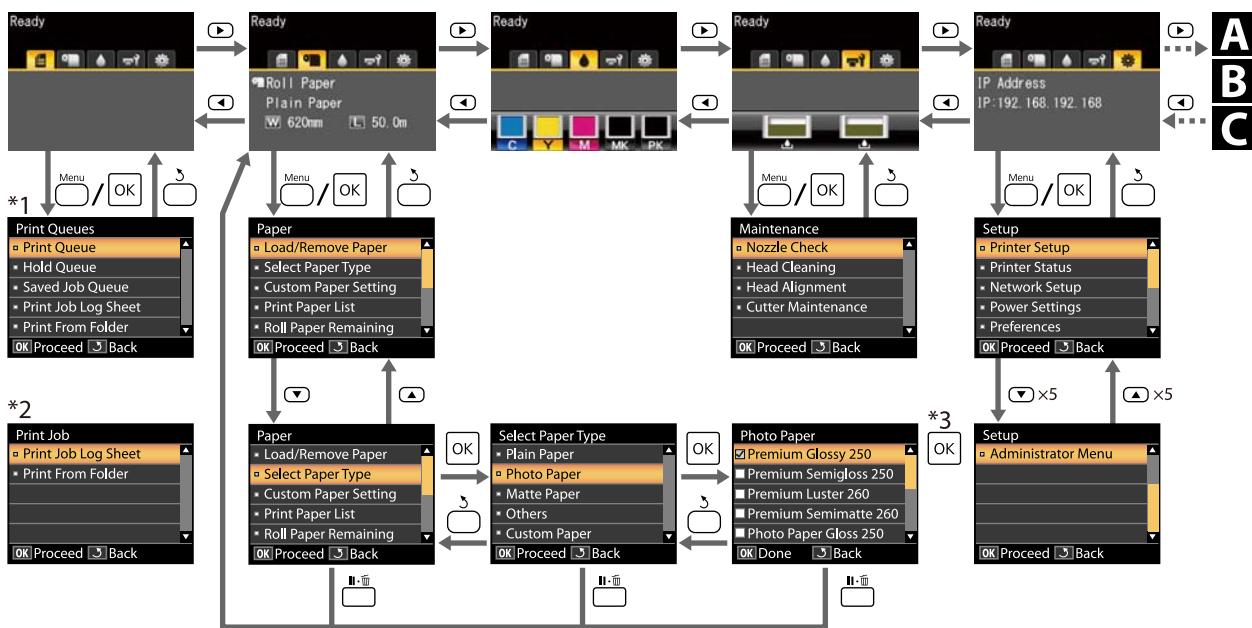 Ready
Ready
Ready
Ready
Ready
A
B
C
Roll Paper
Plain Paper
W 620mm L 50.0m
C Y M MK PK
IP Address
IP:192.168.192.168
Menu / OK
Menu / OK
Menu / OK
Menu / OK
*1
Print Queues
Print Queue
Hold Queue
Saved Job Queue
Print Job Log Sheet
Print From Folder
OK Proceed Back
Paper
Load/Remove Paper
Select Paper Type
Custom Paper Setting
Print Paper List
Roll Paper Remaining
OK Proceed Back
Maintenance
Nozzle Check
Head Cleaning
Head Alignment
Cutter Maintenance
OK Proceed Back
Setup
Printer Setup
Printer Status
Network Setup
Power Settings
Preferences
OK Proceed Back
×5
×5
*2
Print Job
Print Job Log Sheet
Print From Folder
OK Proceed Back
Paper
Load/Remove Paper
Select Paper Type
Custom Paper Setting
Print Paper List
Roll Paper Remaining
OK Proceed Back
OK
Select Paper Type
Plain Paper
Photo Paper
Matte Paper
Others
Custom Paper
OK Proceed Back
OK
Photo Paper
Premium Glossy 250
Premium Semigloss 250
Premium Luster 260
Premium Semimatte 260
Photo Paper Gloss 250
OK Done Back
*3
OK
Setup
Administrator Menu
OK Proceed Back